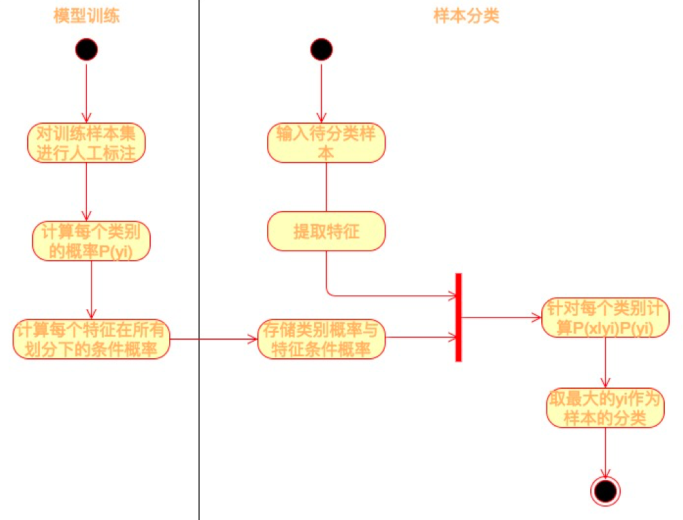 模型训练
样本分类
对训练样本集
进行人工标注
输入待分类样
本
计算每个类别
的概率P(yi)
提取特征
计算每个特征在所有
划分下的条件概率
存储类别概率与
特征条件概率
针对每个类别计
算P(xlyi)P(yi)
取最大的yi作为
样本的分类